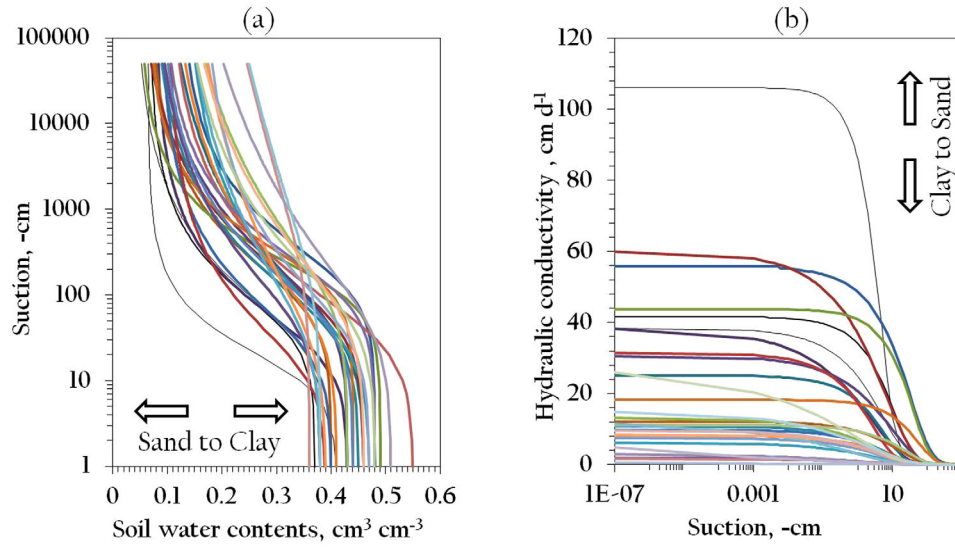 (a)
100000
10000
1000
100
10
1
Suction, -cm
Sand to Clay
0
0.1
0.2
0.3
0.4
0.5
0.6
Soil water contents, cm³ cm⁻³
(b)
120
100
80
60
40
20
0
Hydraulic conductivity , cm d⁻¹
Clay to Sand
1E-07
0.001
10
Suction, -cm